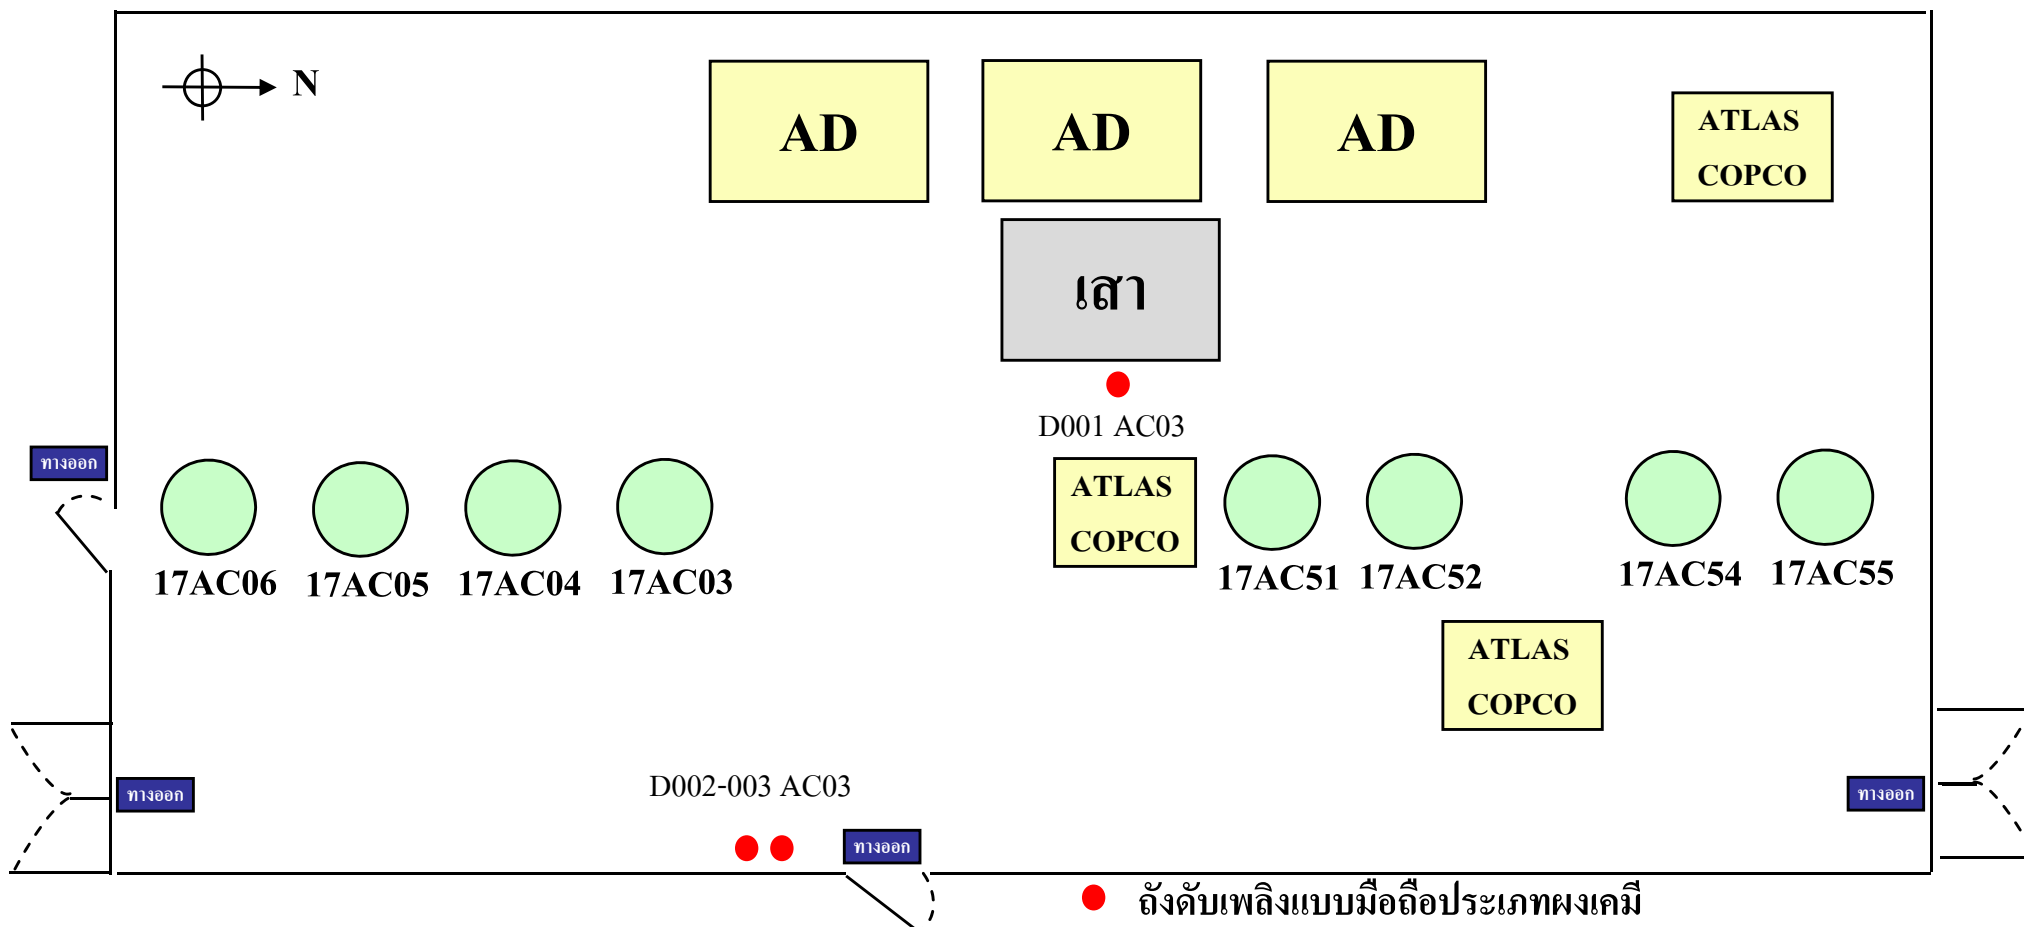 N
AD
AD
AD
ATLAS
COPCO
เสา
D001 AC03
ทางออก
ATLAS
COPCO
17AC06
17AC05
17AC04
17AC03
17AC51
17AC52
17AC54
17AC55
ATLAS
COPCO
D002-003 AC03
ทางออก
ทางออก
ทางออก
ถังดับเพลิงแบบมือถือประเภทผงเคมี